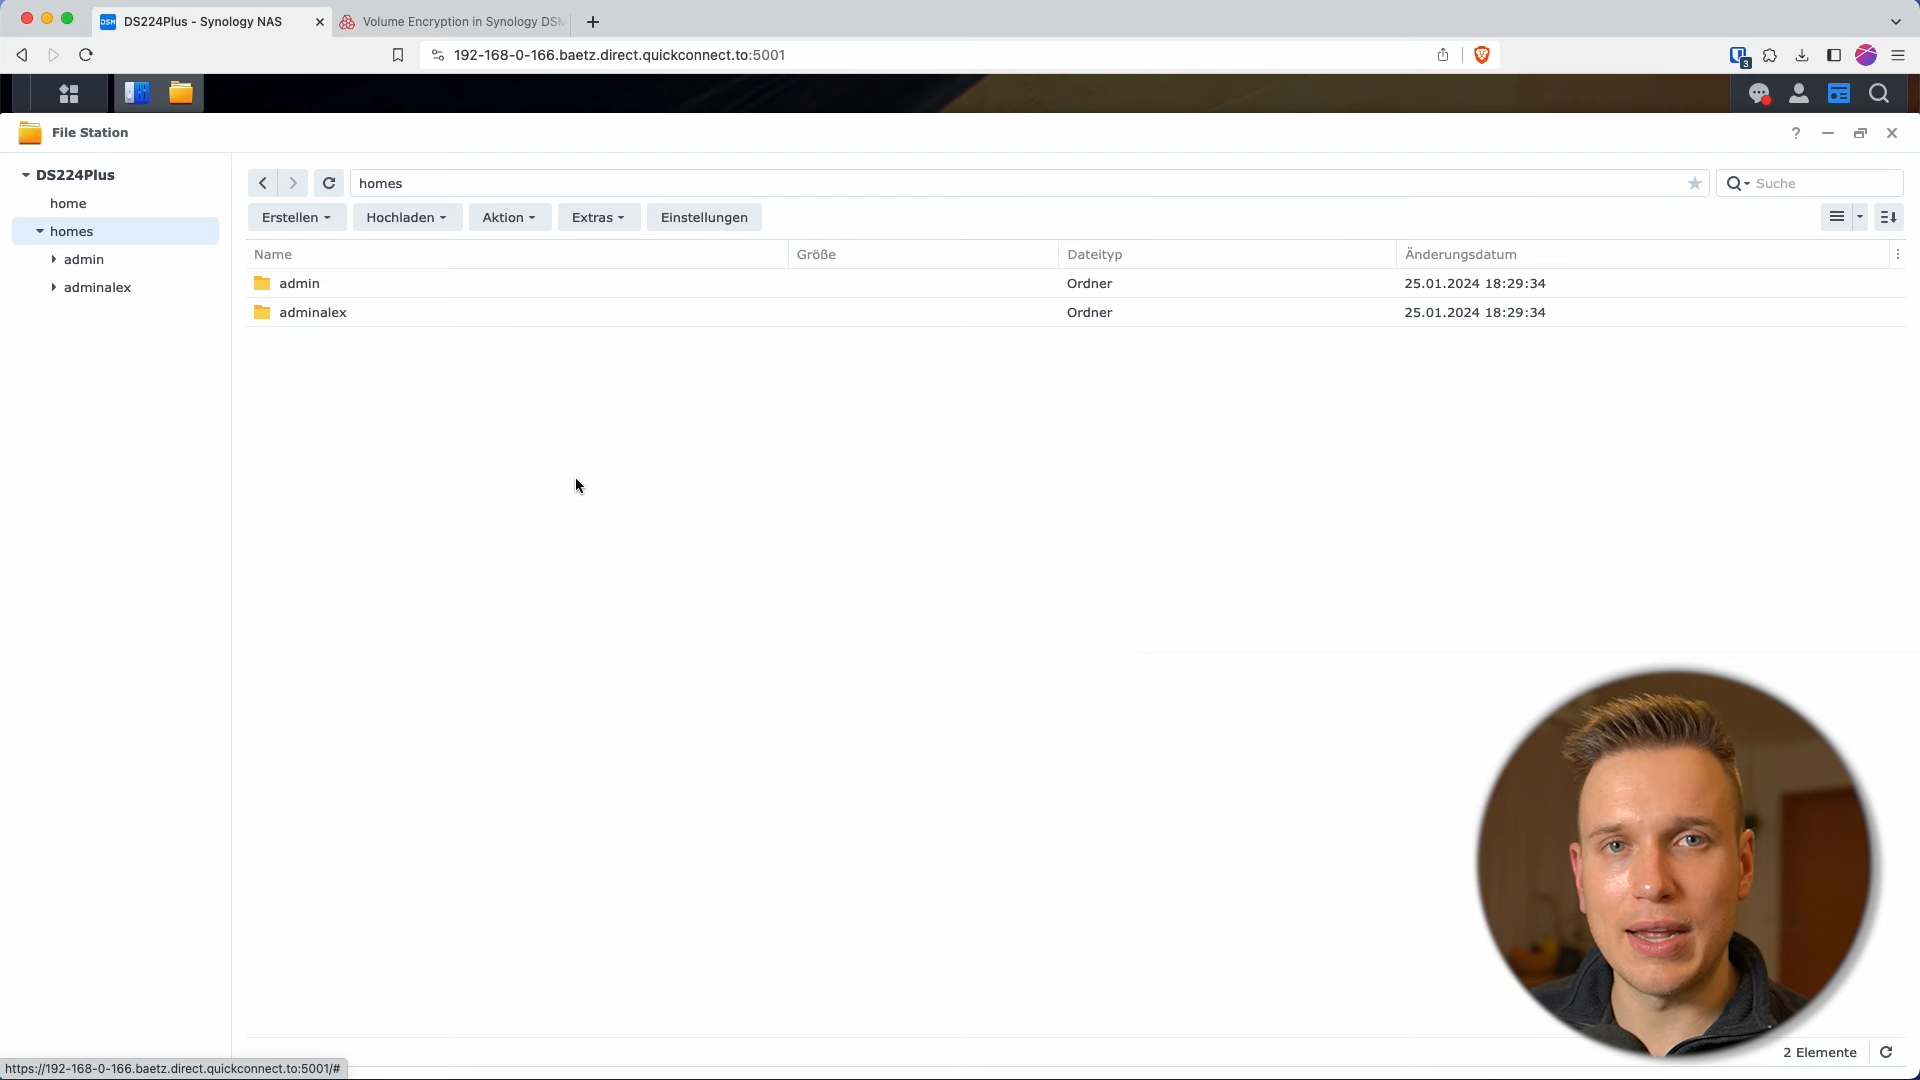 DS224Plus - Synology NAS
Volume Encryption in Synology DSM
192-168-0-166.baetz.direct.quickconnect.to:5001
3
File Station
DS224Plus
home
homes
admin
adminalex
homes
Suche
Erstellen
Hochladen
Aktion
Extras
Einstellungen
Name Größe Dateityp Änderungsdatum
admin Ordner 25.01.2024 18:29:34
adminalex Ordner 25.01.2024 18:29:34
2 Elemente
https://192-168-0-166.baetz.direct.quickconnect.to:5001/#